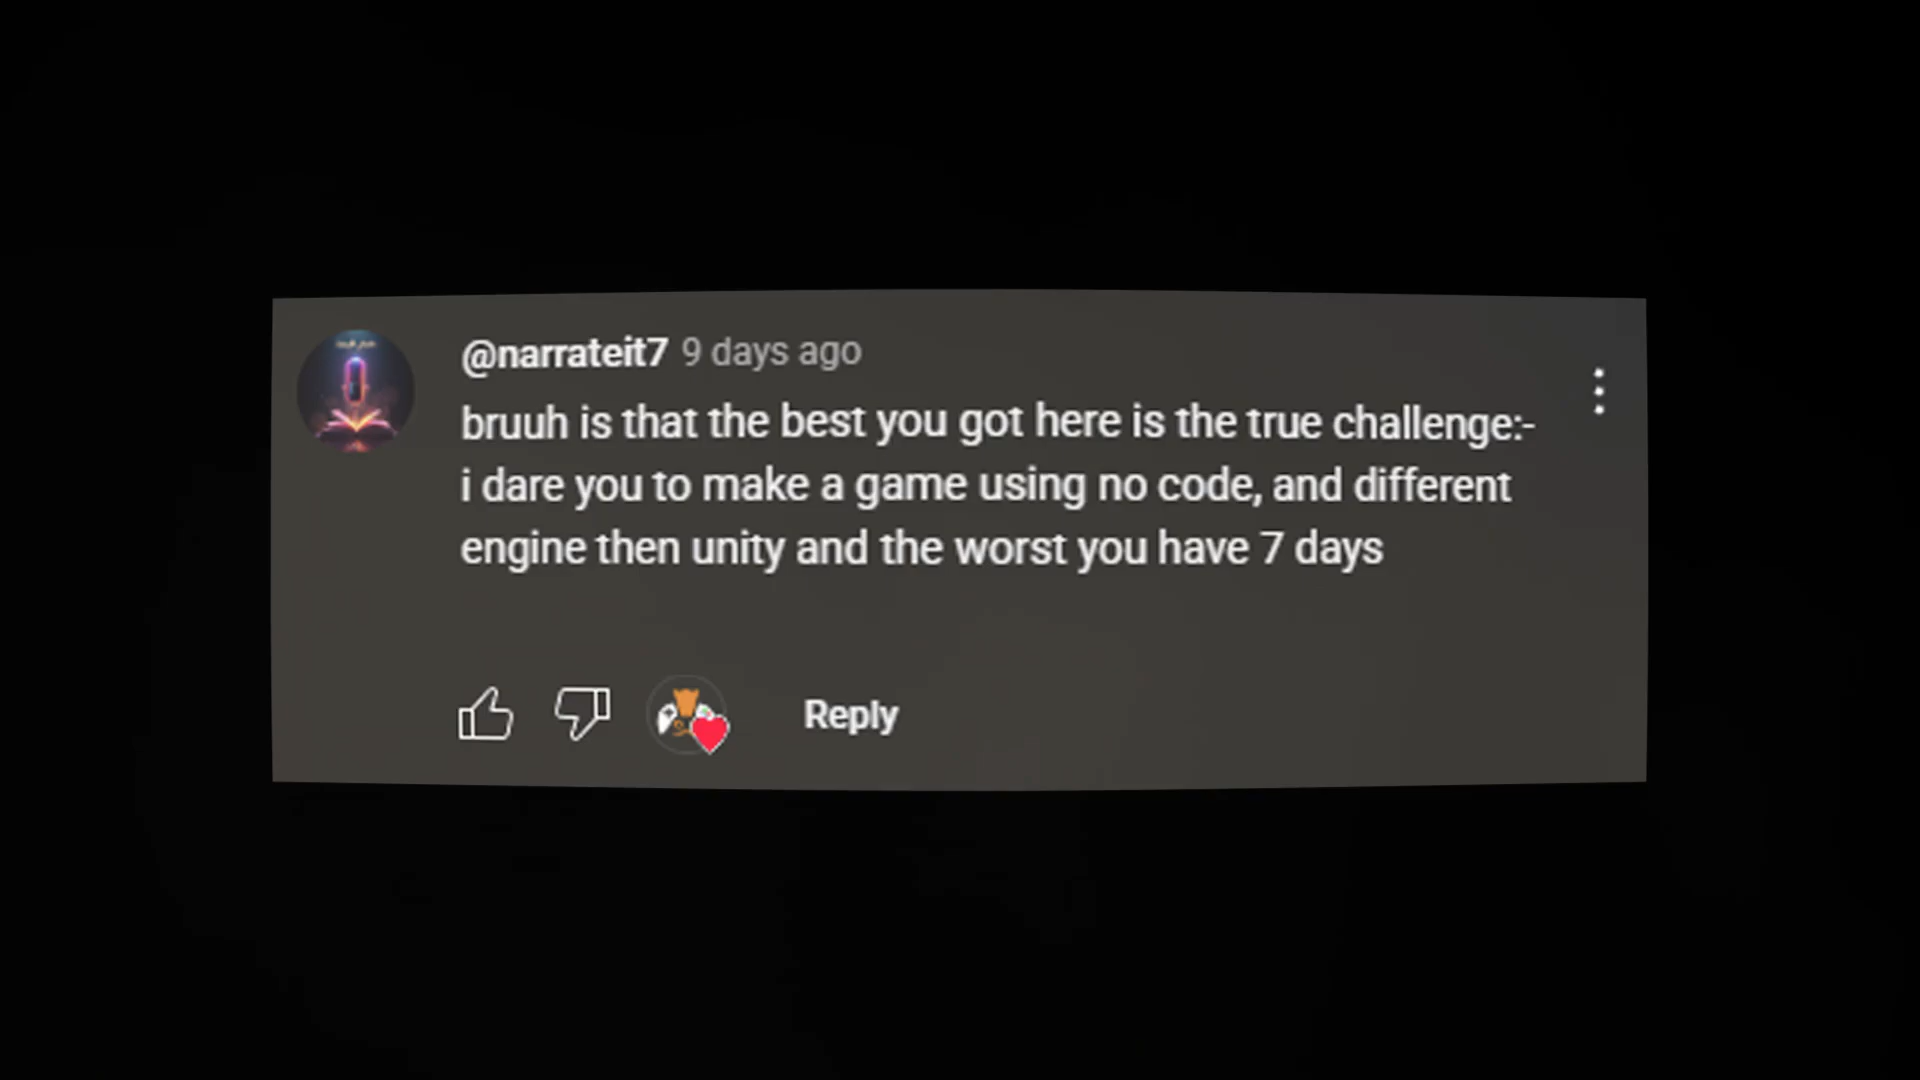 @narrateit7 9 days ago
bruuh is that the best you got here is the true challenge:-
i dare you to make a game using no code, and different
engine then unity and the worst you have 7 days
Reply